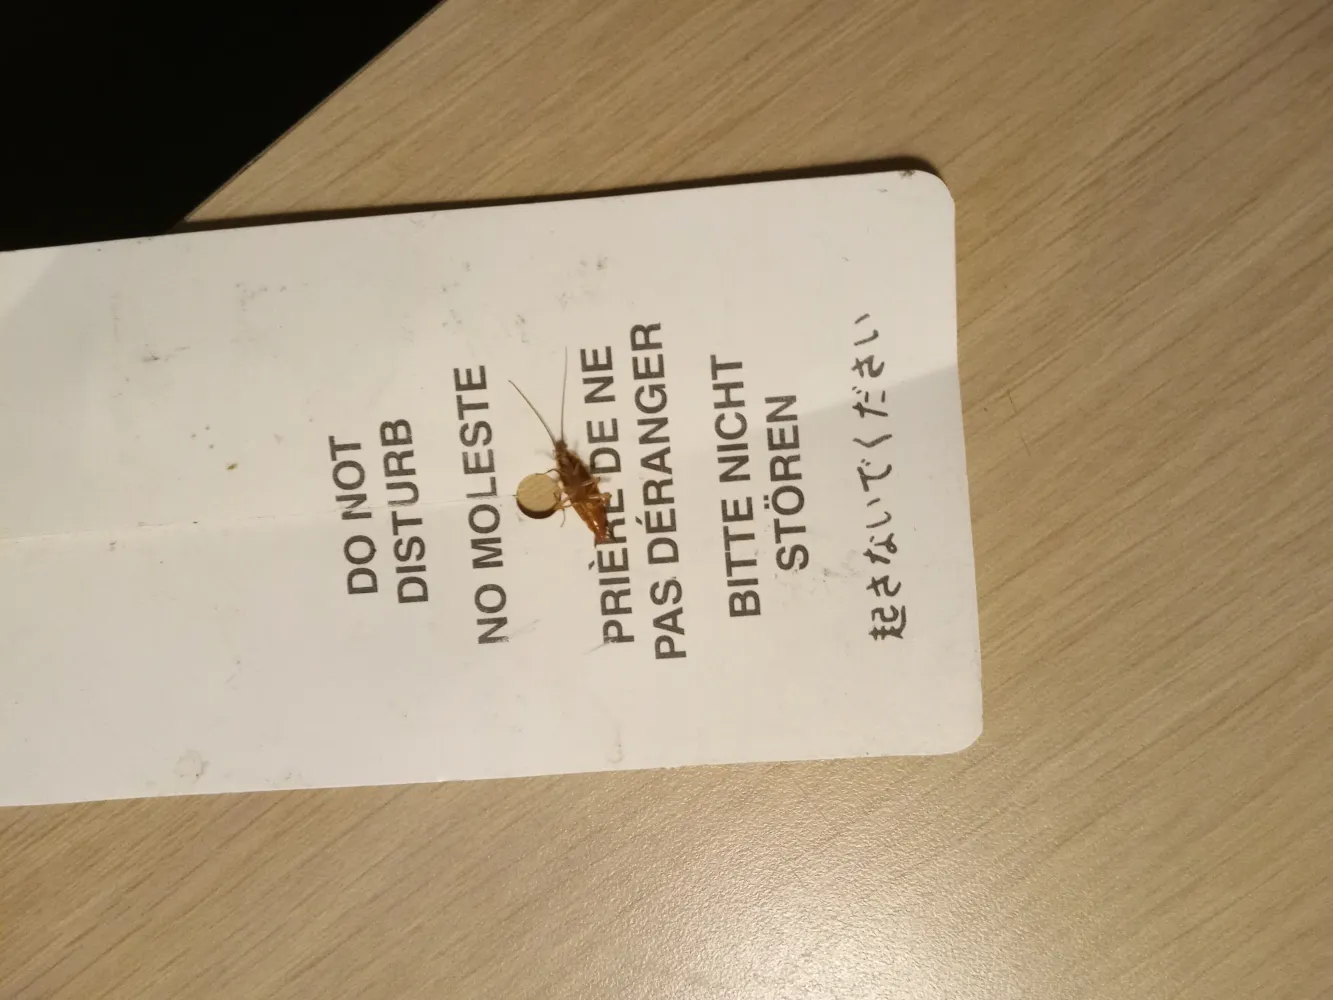 DO NOT
DISTURB
NO MOLESTE
PRIÈRE DE NE
PAS DÉRANGER
BITTE NICHT
STÖREN
起さないでください